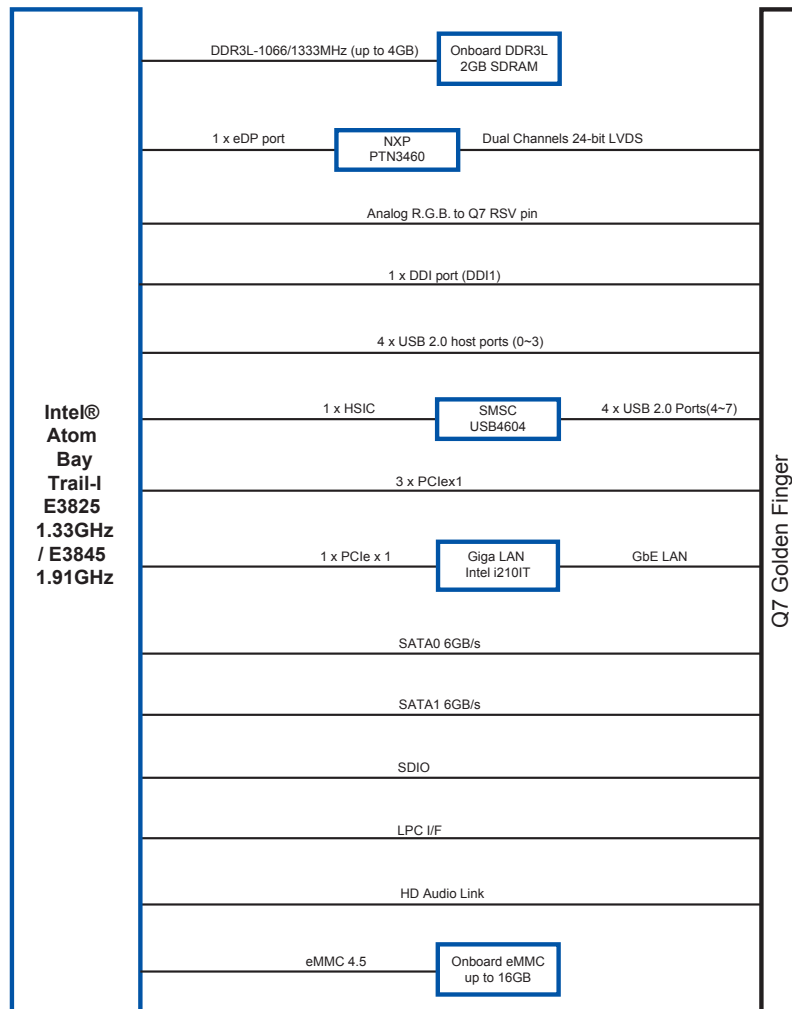 DDR3L-1066/1333MHz (up to 4GB)
Onboard DDR3L
2GB SDRAM
1 x eDP port
NXP
PTN3460
Dual Channels 24-bit LVDS
Analog R.G.B. to Q7 RSV pin
1 x DDI port (DDI1)
4 x USB 2.0 host ports (0~3)
Intel®
Atom
Bay
Trail-I
E3825
1.33GHz
/ E3845
1.91GHz
1 x HSIC
SMSC
USB4604
4 x USB 2.0 Ports(4~7)
3 x PCIex1
1 x PCIe x 1
Giga LAN
Intel i210IT
GbE LAN
Q7 Golden Finger
SATA0 6GB/s
SATA1 6GB/s
SDIO
LPC I/F
HD Audio Link
eMMC 4.5
Onboard eMMC
up to 16GB